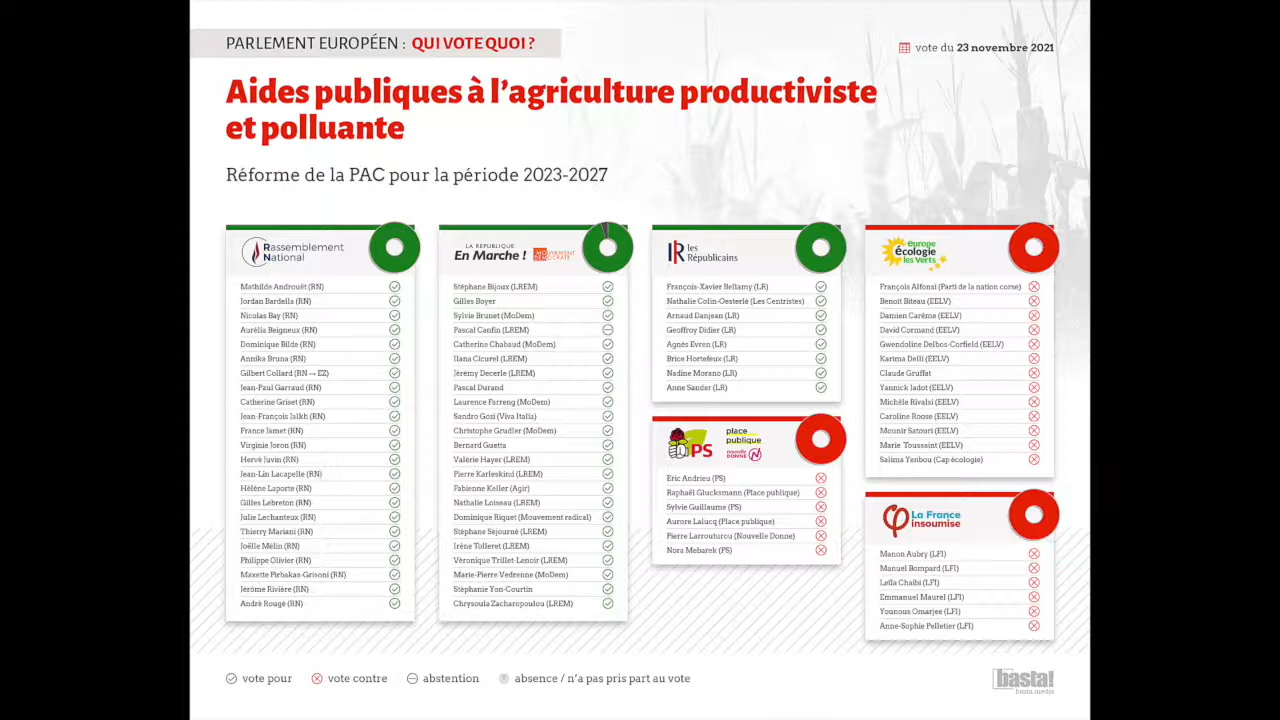 PARLEMENT EUROPÉEN : QUI VOTE QUOI ?
vote du 23 novembre 2021
Aides publiques à l'agriculture productiviste
et polluante
Réforme de la PAC pour la période 2023-2027
Rassemblement
National
Mathilde Androuët (RN)
Jordan Bardella (RN)
Nicolas Bay (RN)
Aurélia Beigneux (RN)
Dominique Bilde (RN)
Annika Bruna (RN)
Gilbert Collard (RN → EZ)
Jean-Paul Garraud (RN)
Catherine Griset (RN)
Jean-François Jalkh (RN)
France Jamet (RN)
Virginie Joron (RN)
Hervé Juvin (RN)
Jean-Lin Lacapelle (RN)
Hélène Laporte (RN)
Gilles Lebreton (RN)
Julie Lechanteux (RN)
Thierry Mariani (RN)
Joëlle Mélin (RN)
Philippe Olivier (RN)
Maxette Pirbakas-Grisoni (RN)
Jérôme Rivière (RN)
André Rougé (RN)
LA RÉPUBLIQUE
En Marche !
Stéphane Bijoux (LREM)
Gilles Boyer
Sylvie Brunet (MoDem)
Pascal Canfin (LREM)
Catherine Chabaud (MoDem)
Ilana Cicurel (LREM)
Jérémy Decerle (LREM)
Pascal Durand
Laurence Farreng (MoDem)
Sandro Gozi (Viva Italia)
Christophe Grudler (MoDem)
Bernard Guetta
Valérie Hayer (LREM)
Pierre Karleskind (LREM)
Fabienne Keller (Agir)
Nathalie Loiseau (LREM)
Dominique Riquet (Mouvement radical)
Stéphane Séjourné (LREM)
Irène Tolleret (LREM)
Véronique Trillet-Lenoir (LREM)
Marie-Pierre Vedrenne (MoDem)
Stéphanie Yon-Courtin
Chrysoula Zacharopoulou (LREM)
les
Républicains
François-Xavier Bellamy (LR)
Nathalie Colin-Oesterlé (Les Centristes)
Arnaud Danjean (LR)
Geoffroy Didier (LR)
Agnès Evren (LR)
Brice Hortefeux (LR)
Nadine Morano (LR)
Anne Sander (LR)
PS
place
publique
nouvelle
DONNE
Eric Andrieu (PS)
Raphaël Glucksmann (Place publique)
Sylvie Guillaume (PS)
Aurore Lalucq (Place publique)
Pierre Larrouturou (Nouvelle Donne)
Nora Mebarek (PS)
europe
écologie
les Verts
François Alfonsi (Parti de la nation corse)
Benoit Biteau (EELV)
Damien Carême (EELV)
David Cormand (EELV)
Gwendoline Delbos-Corfield (EELV)
Karima Delli (EELV)
Claude Gruffat
Yannick Jadot (EELV)
Michèle Rivalsi (EELV)
Caroline Roose (EELV)
Mounir Satouri (EELV)
Marie Toussaint (EELV)
Salima Yenbou (Cap écologie)
La France
insoumise
Manon Aubry (LFI)
Manuel Bompard (LFI)
Leïla Chaibi (LFI)
Emmanuel Maurel (LFI)
Younous Omarjee (LFI)
Anne-Sophie Pelletier (LFI)
vote pour
vote contre
abstention
absence / n'a pas pris part au vote
basta!
basta.media